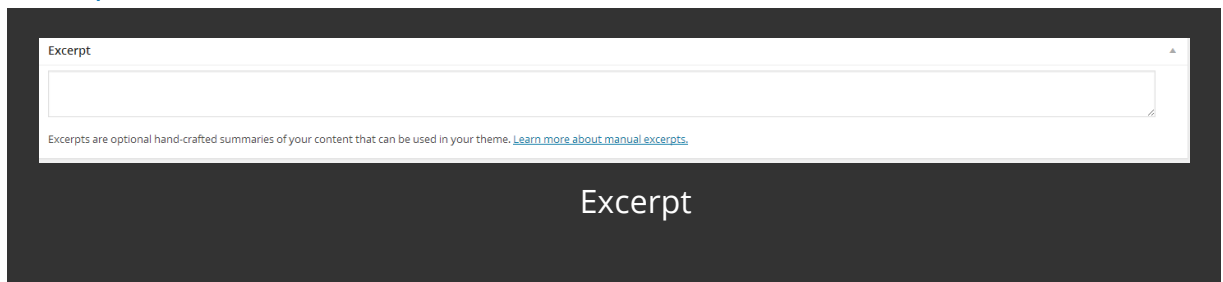 Excerpt
Excerpts are optional hand-crafted summaries of your content that can be used in your theme. Learn more about manual excerpts.
Excerpt